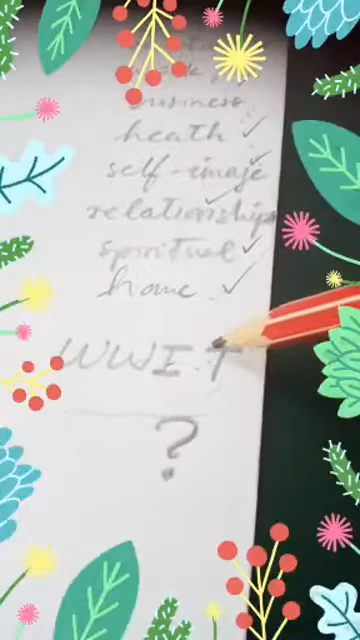 business
heath ✓
self-image ✓
relationships ✓
spiritual ✓
home ✓
WWIT
?